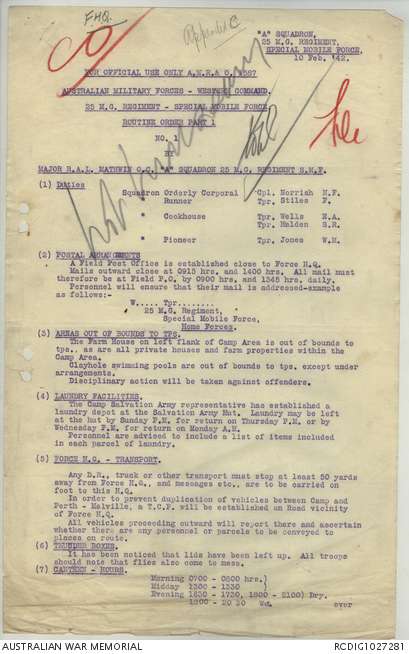 FHQ.
Appendix C
"A" SQUADRON,
25 M.G. REGIMENT,
SPECIAL MOBILE FORCE.
10 Feb. '42.
FOR OFFICIAL USE ONLY A.N.R.& O.
AUSTRALIAN MILITARY FORCES - WESTERN COMMAND.
25 M.G. REGIMENT - SPECIAL MOBILE FORCE
ROUTINE ORDER PART 1
NO. 1
BY
MAJOR H.A.L. O.C. "A" SQUADRON 25 M.G. REGIMENT S.M.F.
(1) Duties
Squadron Orderly Corporal Cpl. Norrish N.F.
" Runner Tpr. Stiles F.
" Cookhouse Tpr. Wells E.A.
Tpr. Halden S.R.
" Pioneer Tpr. Jones W.M.
(2) POSTAL ARRANGEMENTS
A Field Post Office is established close to Force H.Q.
Mails outward close at 0915 hrs. and 1400 hrs. All mail must
therefore be at Field P.O. by 0900 hrs. and 1345 hrs. daily.
Personnel will ensure that their mail is addressed-example
as follows:-
W..... Tpr.......
25 M.G. Regiment,
Special Mobile Force,
Home Forces.
(3) AREAS OUT OF BOUNDS TO TPS.
The Farm House on left flank of Camp Area is out of bounds to
tps., as are all private houses and farm properties within the
Camp Area.
Clayhole swimming pools are out of bounds to tps. except under
arrangements.
Disciplinary action will be taken against offenders.
(4) LAUNDRY FACILITIES.
The Camp Salvation Army representative has established a
laundry depot at the Salvation Army Hut. Laundry may be left
at the hut by Sunday P.M. for return on Thursday P.M. or by
Wednesday P.M. for return on Monday A.M.
Personnel are advised to include a list of items included
in each parcel of laundry.
(5) FORCE H.Q. - TRANSPORT.
Any D.R., truck or other transport must stop at least 50 yards
away from Force H.Q., and messages etc., are to be carried on
foot to this H.Q.
In order to prevent duplication of vehicles between Camp and
Perth - Melville, a T.C.P. will be established on Road vicinity
of Force H.Q.
All vehicles proceeding outward will report there and ascertain
whether there are any personnel or parcels to be conveyed to
places on route.
(6) THUNDER BOXES.
It has been noticed that lids have been left up. All troops
should note that flies also come to mess.
(7) CANTEEN - HOURS.
Morning 0700 - 0800 hrs.)
Midday 1300 - 1330
Evening 1630 - 1730, 1800 - 2100) Dry.
1800 - 2030 Wet.
over
AUSTRALIAN WAR MEMORIAL
RCDIG1027281